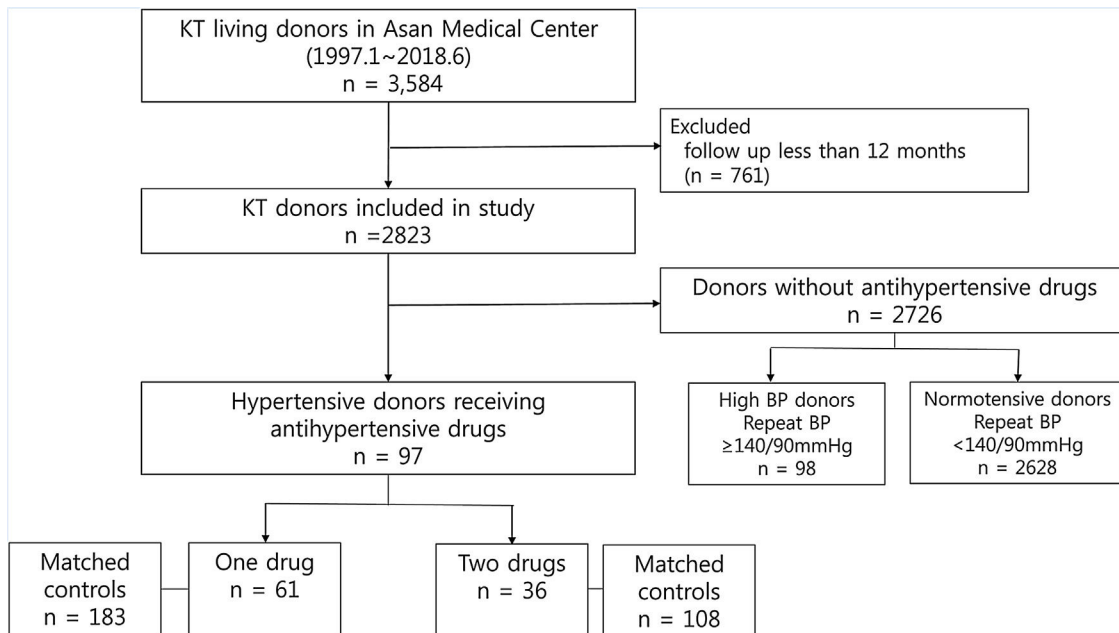 KT living donors in Asan Medical Center
(1997.1~2018.6)
n = 3,584
Excluded
follow up less than 12 months
(n = 761)
KT donors included in study
n =2823
Donors without antihypertensive drugs
n = 2726
High BP donors
Repeat BP
≥140/90mmHg
n = 98
Normotensive donors
Repeat BP
<140/90mmHg
n = 2628
Hypertensive donors receiving
antihypertensive drugs
n = 97
Matched
controls
n = 183
One drug
n = 61
Two drugs
n = 36
Matched
controls
n = 108